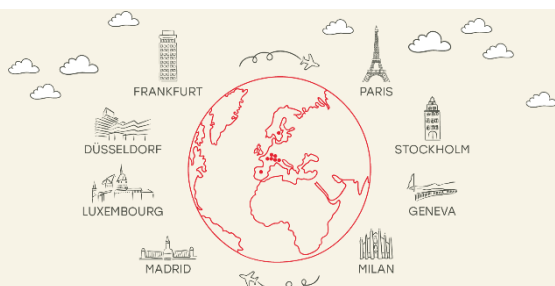 FRANKFURT
PARIS
DÜSSELDORF
STOCKHOLM
LUXEMBOURG
GENEVA
MADRID
MILAN